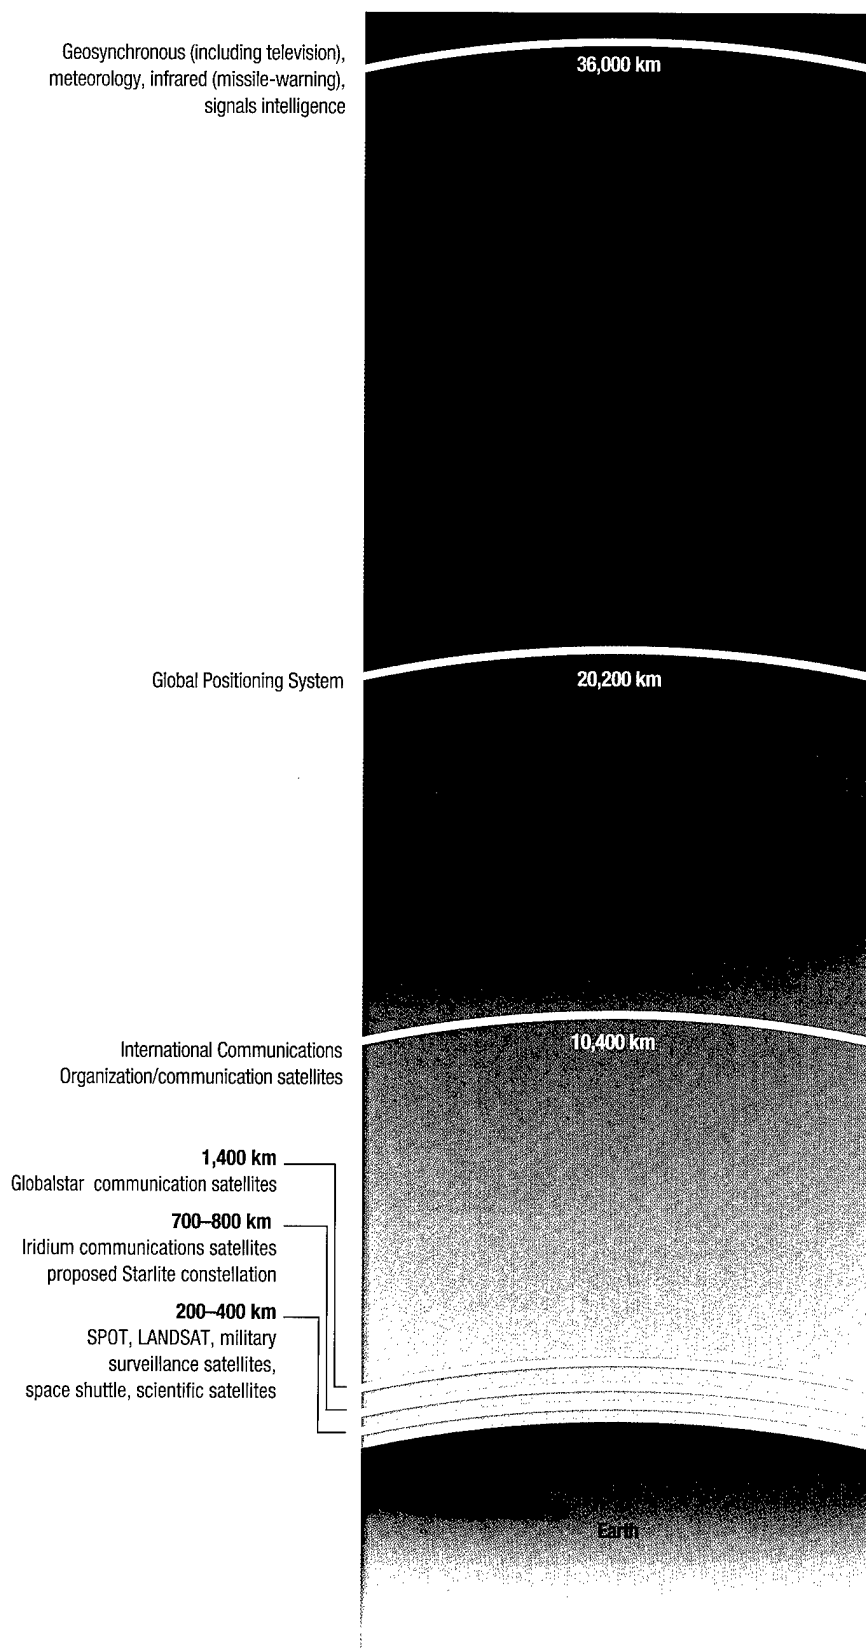 Geosynchronous (including television),
meteorology, infrared (missile-warning),
signals intelligence
36,000 km
Global Positioning System
20,200 km
International Communications
Organization/communication satellites
10,400 km
1,400 km
Globalstar communication satellites
700–800 km
Iridium communications satellites
proposed Starlite constellation
200–400 km
SPOT, LANDSAT, military
surveillance satellites,
space shuttle, scientific satellites
Earth